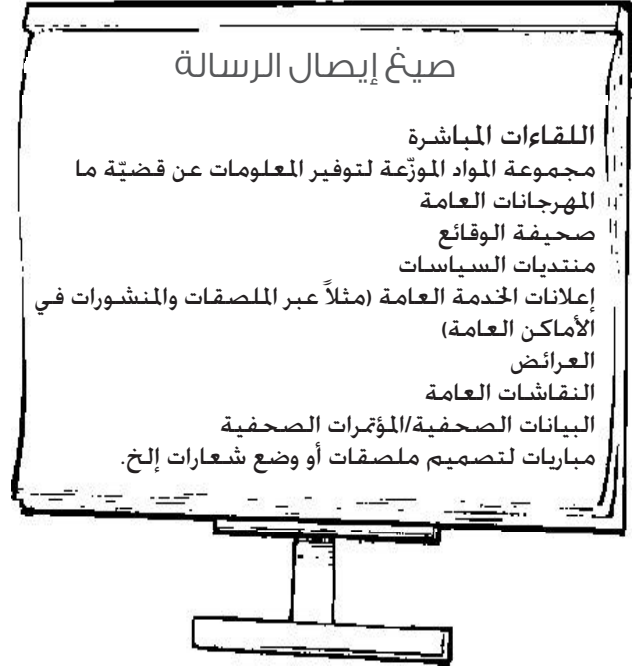 صيغ إيصال الرسالة
اللقاءات المباشرة
مجموعة المواد الموزّعة لتوفير المعلومات عن قضيّة ما
المهرجانات العامة
صحيفة الوقائع
منتديات السياسات
إعلانات الخدمة العامة (مثلاً عبر الملصقات والمنشورات في
الأماكن العامة)
العرائض
النقاشات العامة
البيانات الصحفية/المؤتمرات الصحفية
مباريات لتصميم ملصقات أو وضع شعارات إلخ.